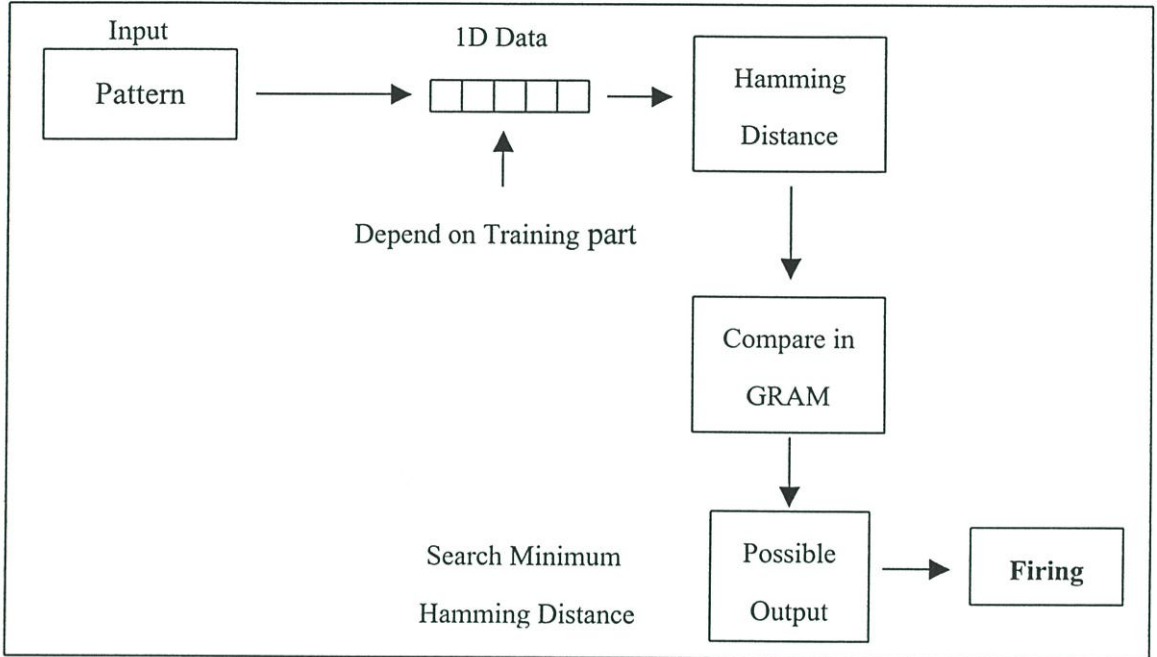 Input
Pattern
1D Data
Depend on Training part
Hamming
Distance
Compare in
GRAM
Search Minimum
Hamming Distance
Possible
Output
Firing